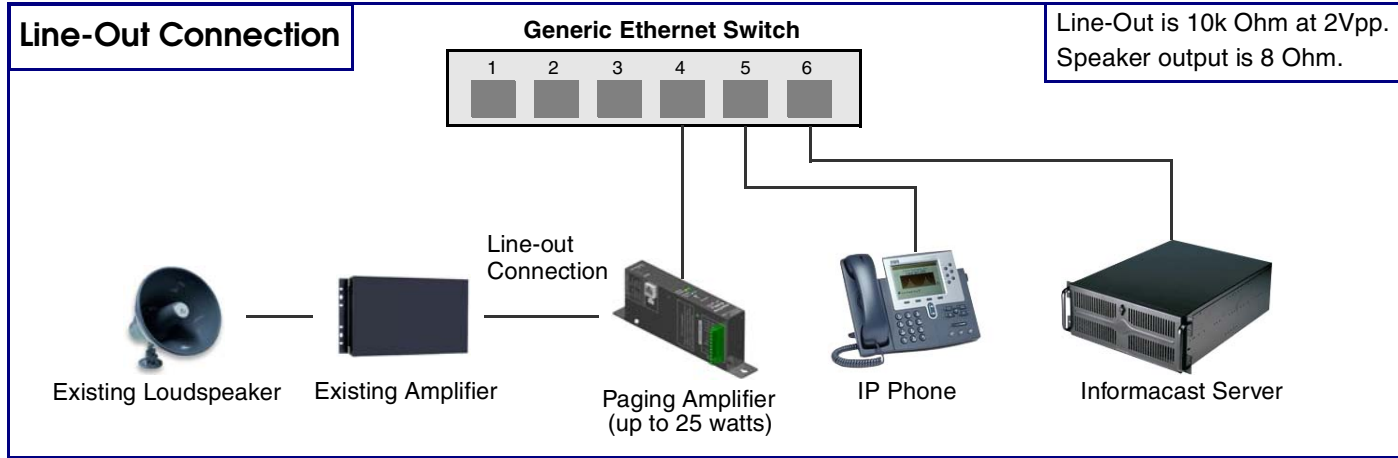 Line-Out Connection
Generic Ethernet Switch
Line-Out is 10k Ohm at 2Vpp.
Speaker output is 8 Ohm.
1 2 3 4 5 6
Line-out
Connection
Existing Loudspeaker
Existing Amplifier
Paging Amplifier
(up to 25 watts)
IP Phone
Informacast Server